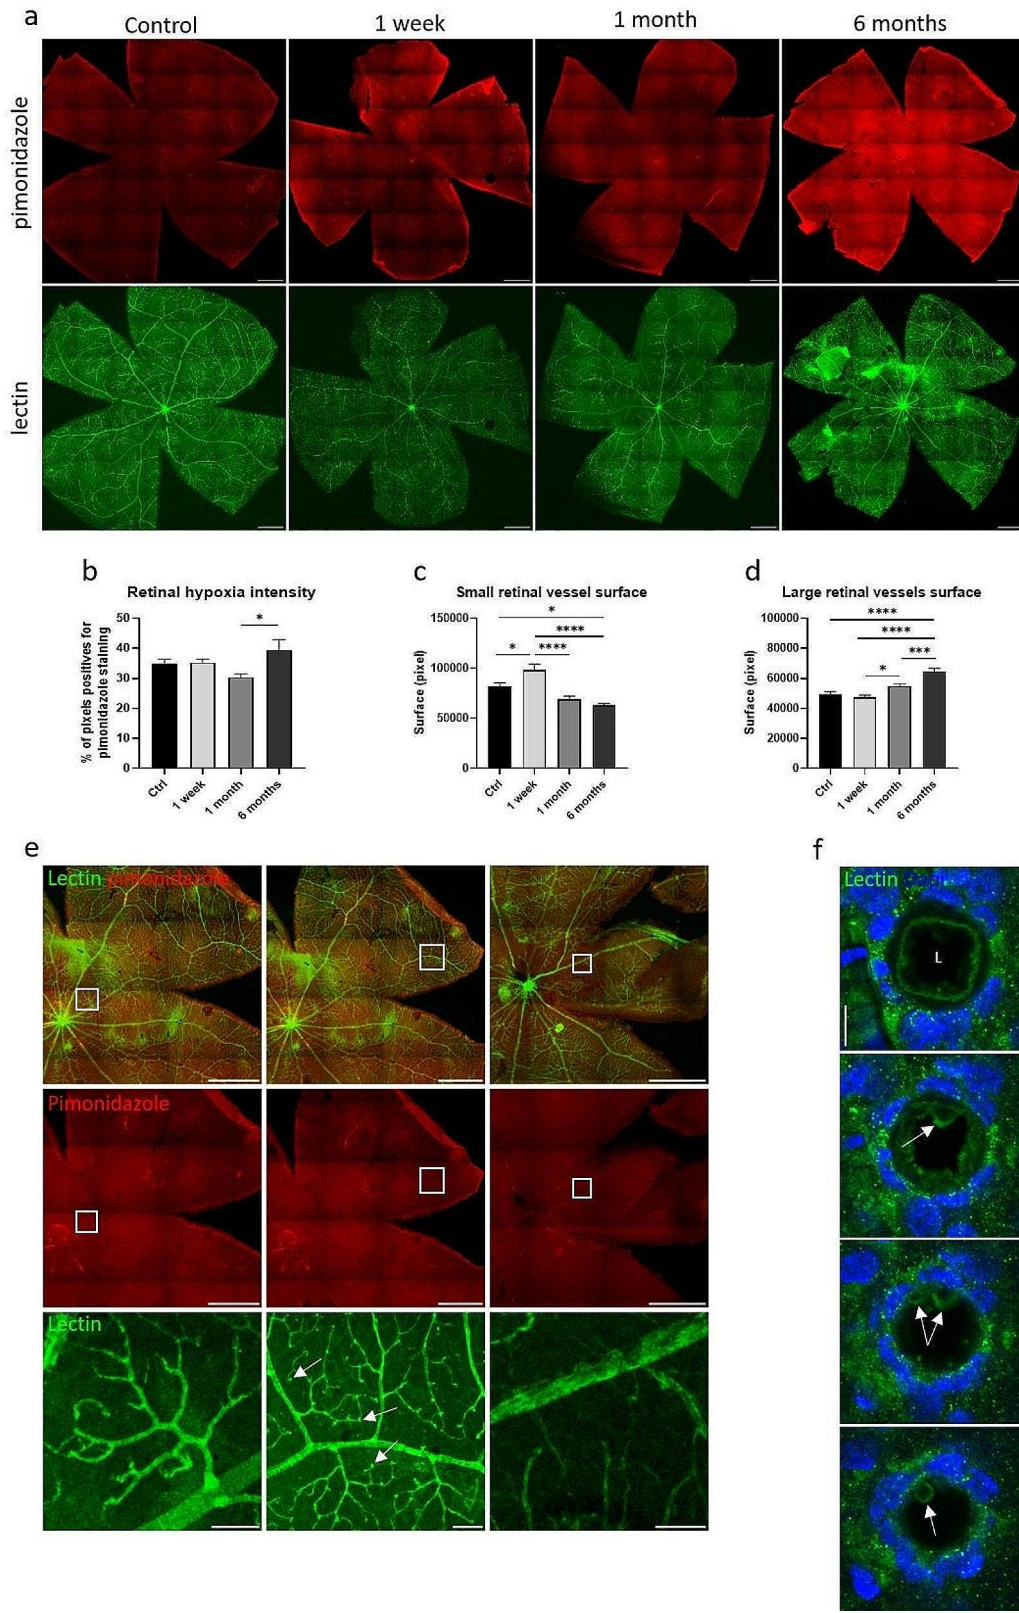 a
Control
1 week
1 month
6 months
pimonidazole
lectin
b
Retinal hypoxia intensity
% of pixels positives for
pimonidazole staining
50
40
30
20
10
0
*
Ctrl
1 week
1 month
6 months
c
Small retinal vessel surface
Surface (pixel)
150000
100000
50000
0
*
****
* ****
Ctrl
1 week
1 month
6 months
d
Large retinal vessels surface
Surface (pixel)
100000
80000
60000
40000
20000
0
****
****
***
*
Ctrl
1 week
1 month
6 months
e
Lectin pimonidazole
Pimonidazole
Lectin
f
Lectin
L